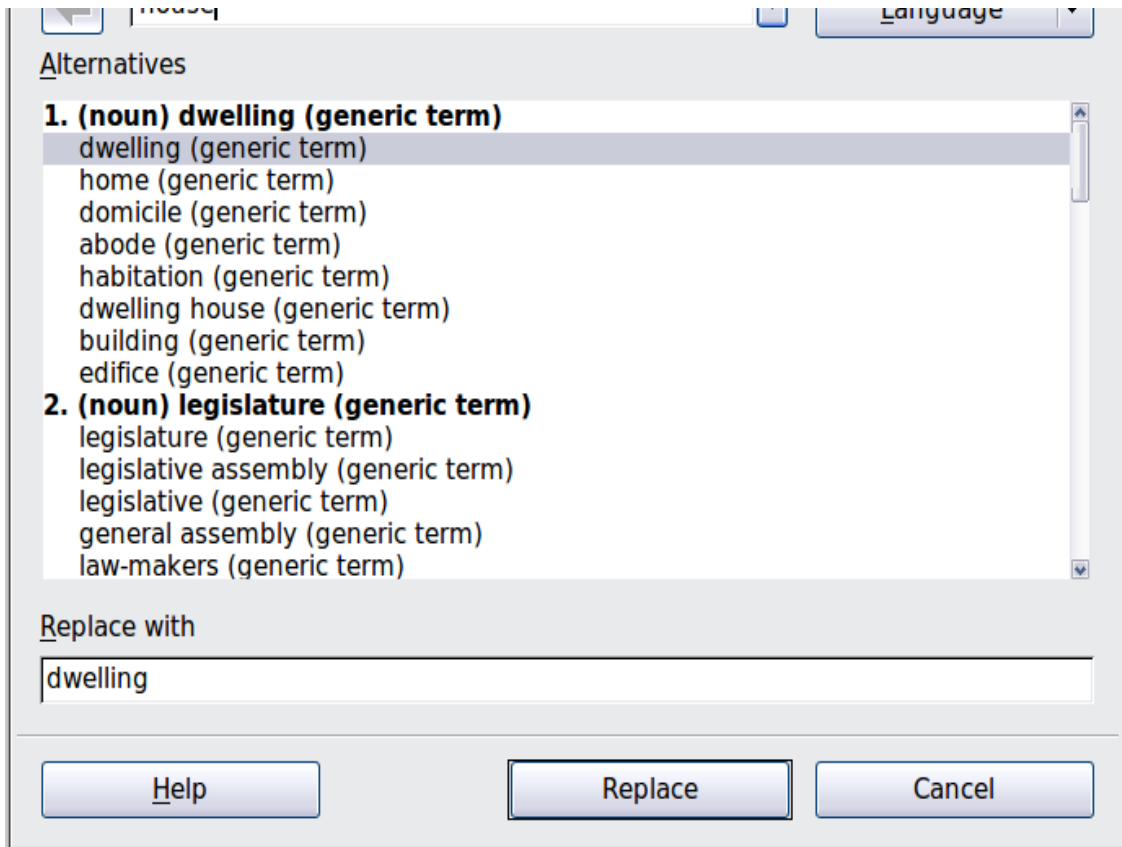 house
Language
Alternatives
1. (noun) dwelling (generic term)
dwelling (generic term)
home (generic term)
domicile (generic term)
abode (generic term)
habitation (generic term)
dwelling house (generic term)
building (generic term)
edifice (generic term)
2. (noun) legislature (generic term)
legislature (generic term)
legislative assembly (generic term)
legislative (generic term)
general assembly (generic term)
law-makers (generic term)
Replace with
dwelling
Help
Replace
Cancel